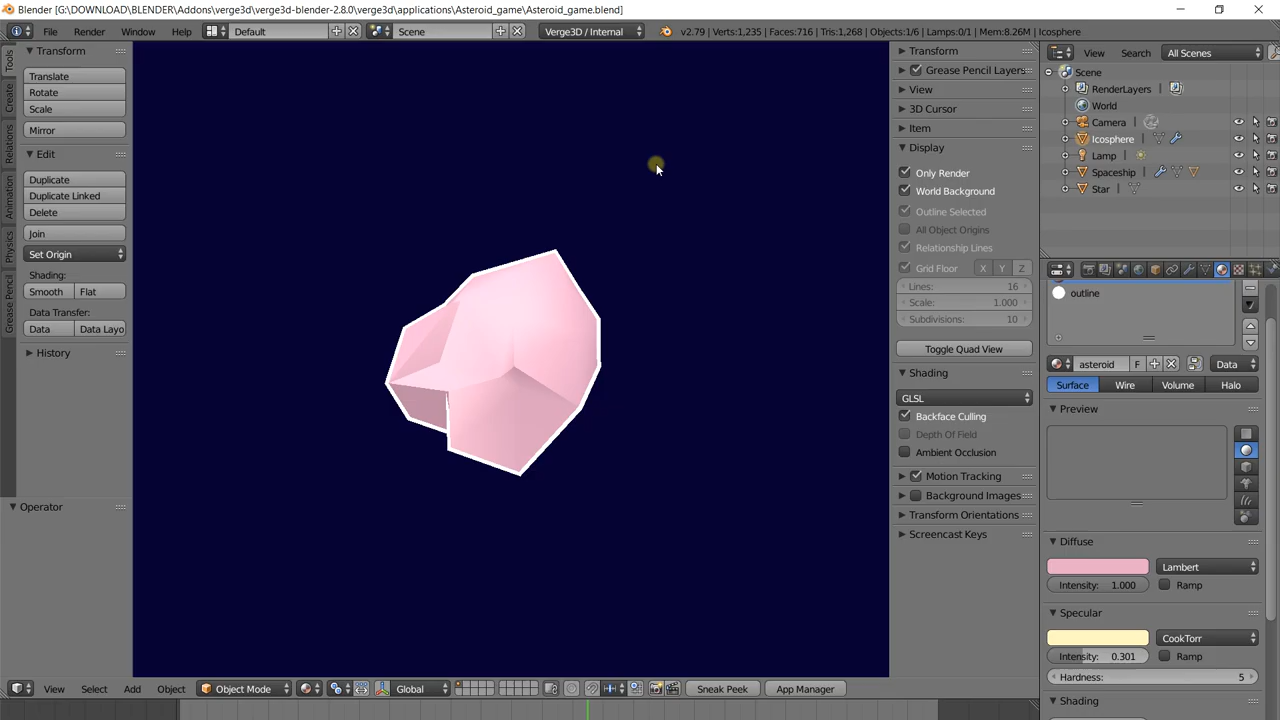 Blender [G:\DOWNLOAD\BLENDER\Addons\verge3d\verge3d-blender-2.8.0\verge3d\applications\Asteroid_game\Asteroid_game.blend]
File Render Window Help Default Scene Verge3D / Internal v2.79 | Verts:1,235 | Faces:716 | Tris:1,268 | Objects:1/6 | Lamps:0/1 | Mem:8.26M | Icosphere
Tools
Create
Relations
Animation
Physics
Grease Pencil
Transform
Translate
Rotate
Scale
Mirror
Edit
Duplicate
Duplicate Linked
Delete
Join
Set Origin
Shading:
Smooth Flat
Data Transfer:
Data Data Layo
History
Operator
Transform
Grease Pencil Layers
View
3D Cursor
Item
Display
Only Render
World Background
Outline Selected
All Object Origins
Relationship Lines
Grid Floor X Y Z
Lines: 16
Scale: 1.000
Subdivisions: 10
Toggle Quad View
Shading
GLSL
Backface Culling
Depth Of Field
Ambient Occlusion
Motion Tracking
Background Images
Transform Orientations
Screencast Keys
View Search All Scenes
Scene
RenderLayers
World
Camera
Icosphere
Lamp
Spaceship
Star
outline
asteroid F Data
Surface Wire Volume Halo
Preview
Diffuse
Lambert
Intensity: 1.000 Ramp
Specular
CookTorr
Intensity: 0.301 Ramp
Hardness: 5
Shading
View Select Add Object Object Mode Global Sneak Peek App Manager